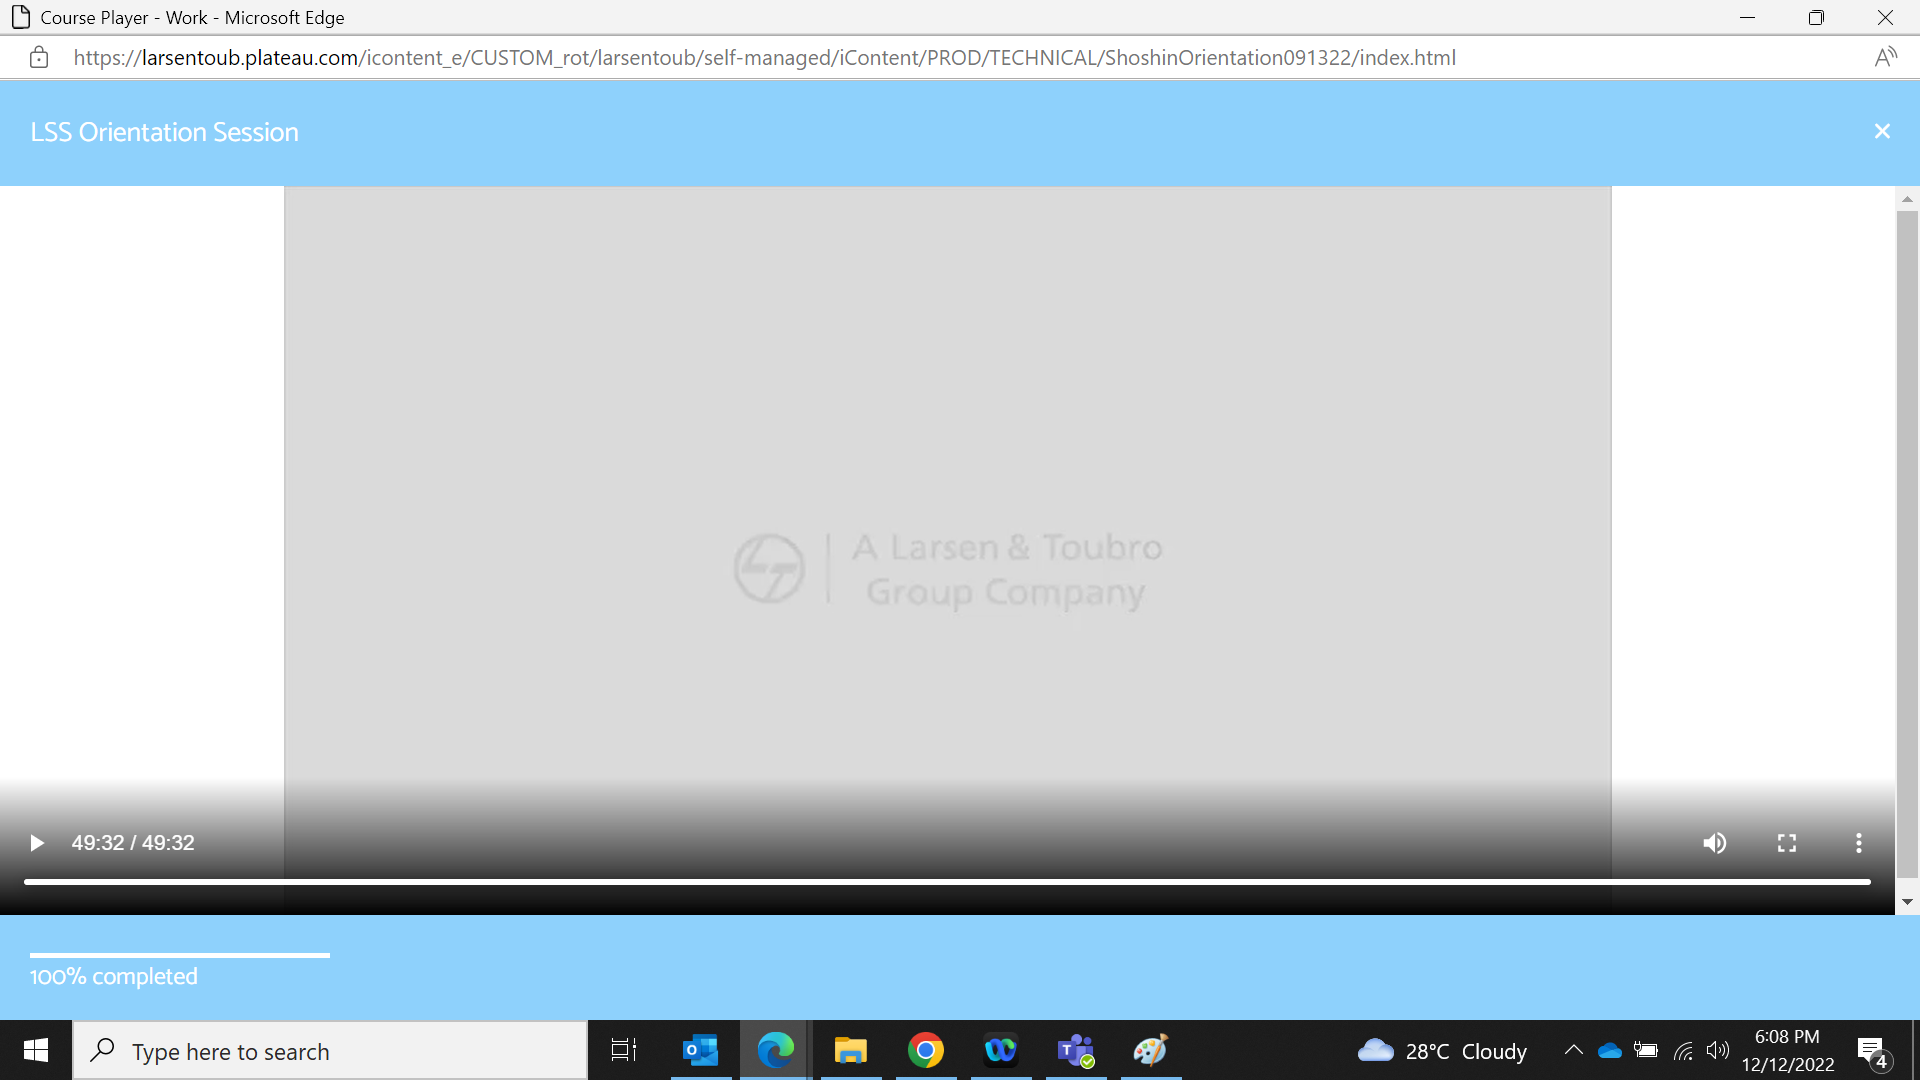 Course Player - Work - Microsoft Edge
https://larsentoub.plateau.com/icontent_e/CUSTOM_rot/larsentoub/self-managed/iContent/PROD/TECHNICAL/ShoshinOrientation091322/index.html
LSS Orientation Session
A Larsen & Toubro
Group Company
49:32 / 49:32
100% completed
Type here to search
28°C Cloudy
6:08 PM
12/12/2022
4